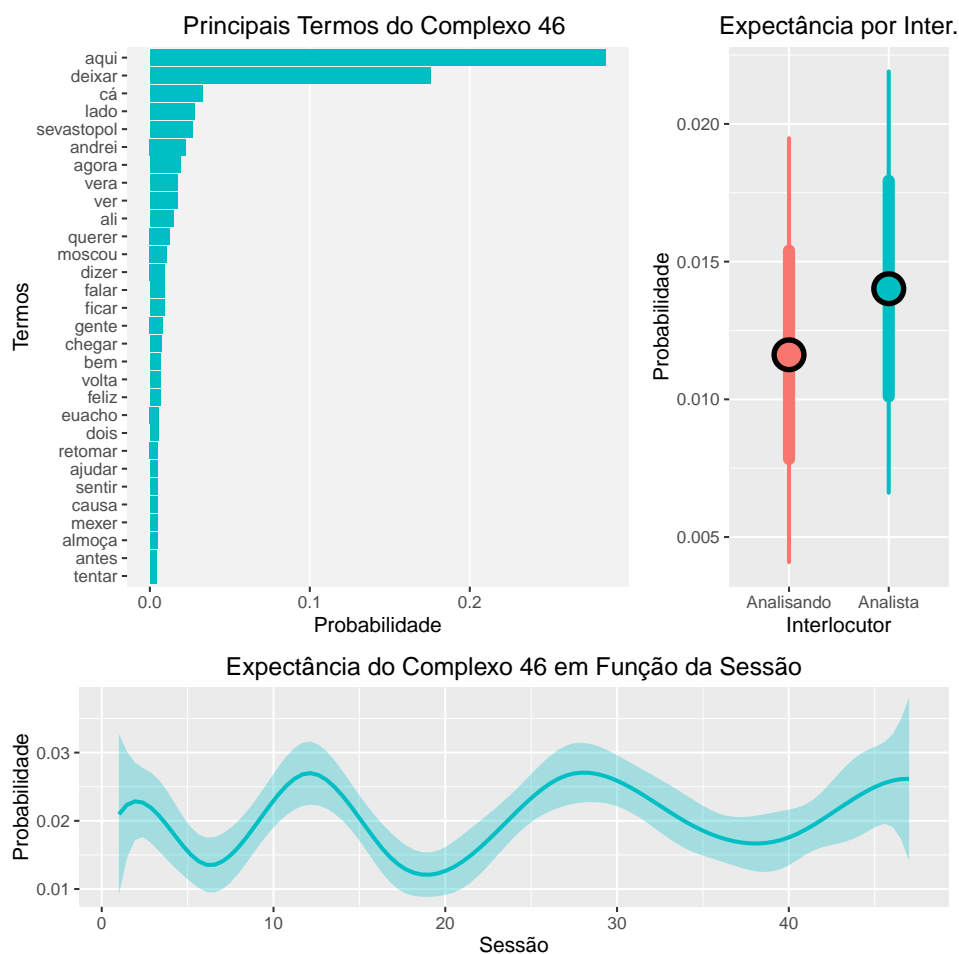 Principais Termos do Complexo 46
Termos
aqui
deixar
cá
lado
sevastopol
andrei
agora
vera
ver
ali
querer
moscou
dizer
falar
ficar
gente
chegar
bem
volta
feliz
euacho
dois
retomar
ajudar
sentir
causa
mexer
almoça
antes
tentar
0.0 0.1 0.2
Probabilidade
Expectância por Inter.
Probabilidade
0.020
0.015
0.010
0.005
Analisando Analista
Interlocutor
Expectância do Complexo 46 em Função da Sessão
Probabilidade
0.03
0.02
0.01
0 10 20 30 40
Sessão